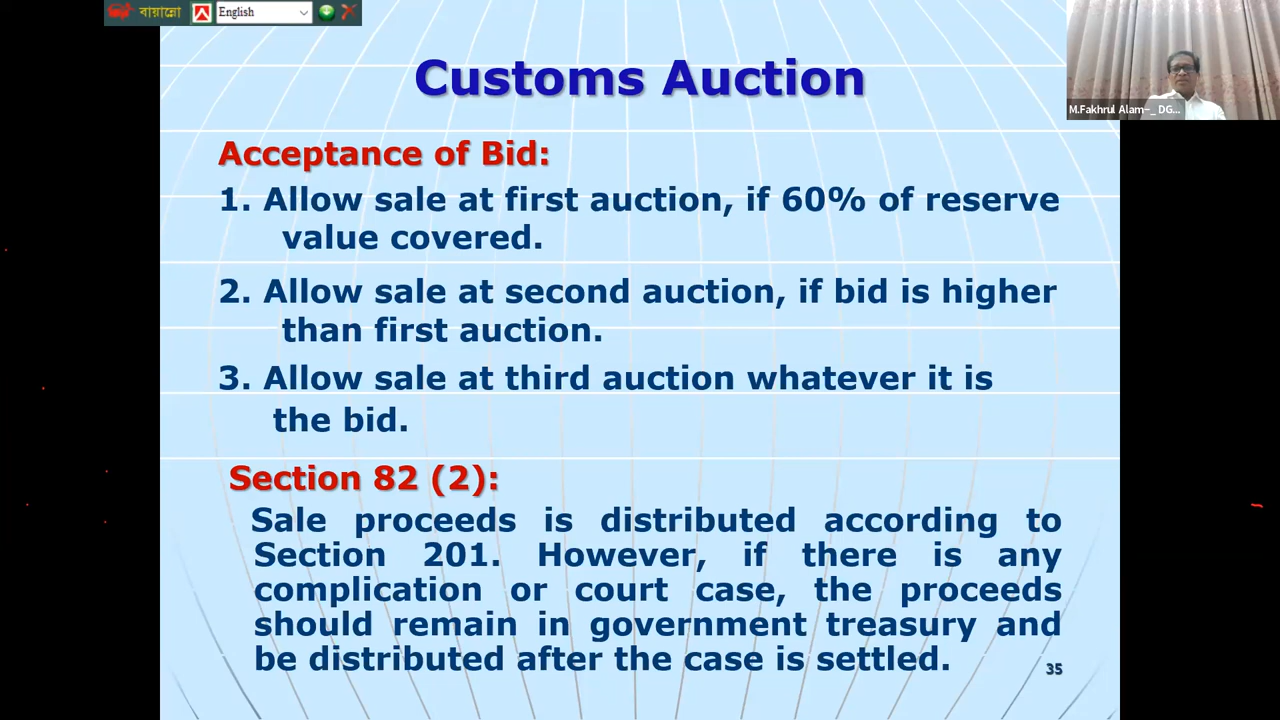 বায়ান্নো English
M.Fakhrul Alam-_ DG...
Customs Auction
Acceptance of Bid:
1. Allow sale at first auction, if 60% of reserve
value covered.
2. Allow sale at second auction, if bid is higher
than first auction.
3. Allow sale at third auction whatever it is
the bid.
Section 82 (2):
Sale proceeds is distributed according to
Section 201. However, if there is any
complication or court case, the proceeds
should remain in government treasury and
be distributed after the case is settled.
35